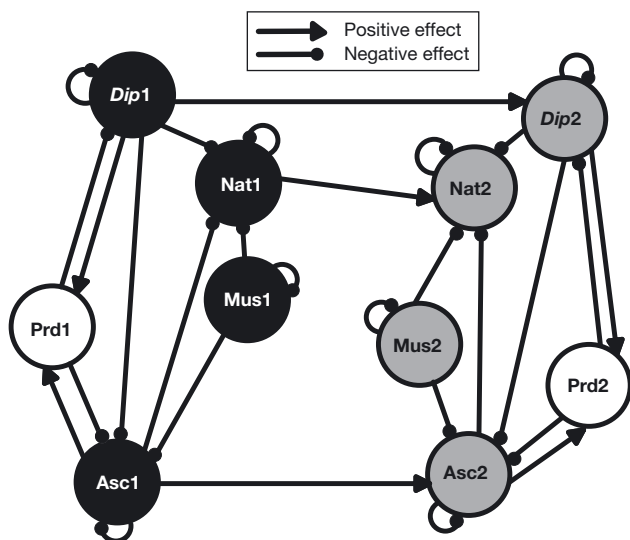 Positive effect
Negative effect
Dip1
Dip2
Nat1
Nat2
Mus1
Prd1
Mus2
Prd2
Asc1
Asc2